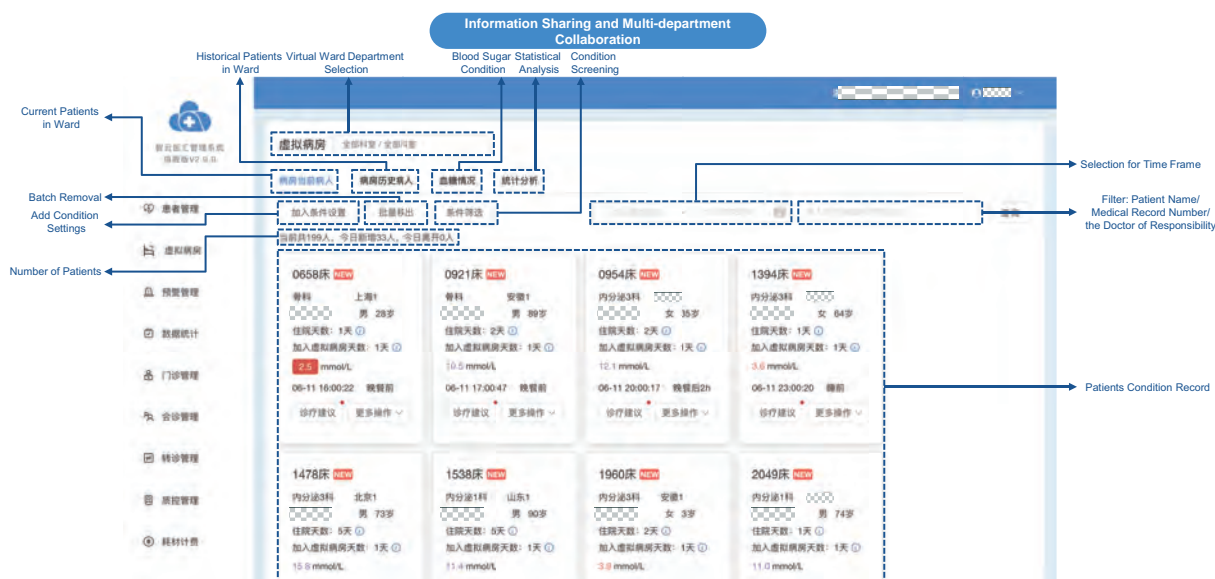 Information Sharing and Multi-department
Collaboration
Historical Patients
in Ward
Virtual Ward Department
Selection
Blood Sugar
Condition
Statistical
Analysis
Condition
Screening
Current Patients
in Ward
虚拟病房 全部科室 / 全部科室
Selection for Time Frame
病房当前病人 病房历史病人 血糖情况 统计分析
Batch Removal
Add Condition
Settings
患者管理
加入条件设置 批量移出 条件筛选
查询
Filter: Patient Name/
Medical Record Number/
the Doctor of Responsibility
当前共199人，今日新增33人，今日离开0人
虚拟病房
Number of Patients
预警管理
数据统计
门诊管理
会诊管理
转诊管理
质控管理
耗材计费
0658床 NEW
骨科 上海1
男 28岁
住院天数：1天
加入虚拟病房天数：1天
2.5 mmol/L
06-11 16:00:22 晚餐前
诊疗建议 更多操作
0921床 NEW
骨科 安徽1
男 89岁
住院天数：2天
加入虚拟病房天数：1天
10.5 mmol/L
06-11 17:00:47 晚餐前
诊疗建议 更多操作
0954床 NEW
内分泌3科
女 35岁
住院天数：2天
加入虚拟病房天数：1天
12.1 mmol/L
06-11 20:00:17 晚餐后2h
诊疗建议 更多操作
1394床 NEW
内分泌3科
女 64岁
住院天数：1天
加入虚拟病房天数：1天
3.6 mmol/L
06-11 23:00:20 睡前
诊疗建议 更多操作
Patients Condition Record
1478床 NEW
内分泌3科 北京1
男 73岁
住院天数：5天
加入虚拟病房天数：1天
15.8 mmol/L
1538床 NEW
内分泌1科 山东1
男 90岁
住院天数：5天
加入虚拟病房天数：1天
11.4 mmol/L
1960床 NEW
内分泌3科 安徽1
女 3岁
住院天数：2天
加入虚拟病房天数：1天
3.8 mmol/L
2049床 NEW
内分泌1科
男 74岁
住院天数：1天
加入虚拟病房天数：1天
11.0 mmol/L